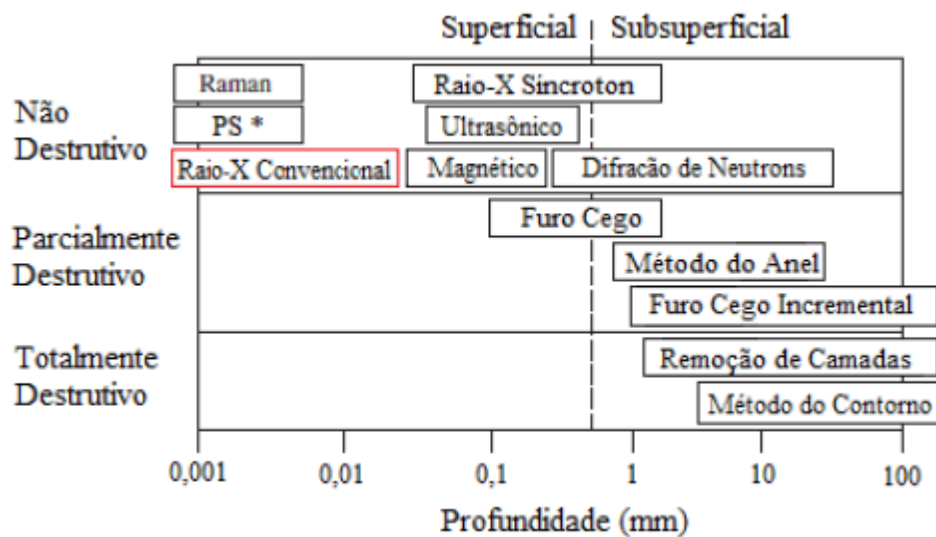 Superficial Subsuperficial
Não Destrutivo
Raman
Raio-X Síncroton
PS *
Ultrasônico
Raio-X Convencional
Magnético
Difracão de Neutrons
Parcialmente Destrutivo
Furo Cego
Método do Anel
Furo Cego Incremental
Totalmente Destrutivo
Remoção de Camadas
Método do Contorno
0,001 0,01 0,1 1 10 100
Profundidade (mm)